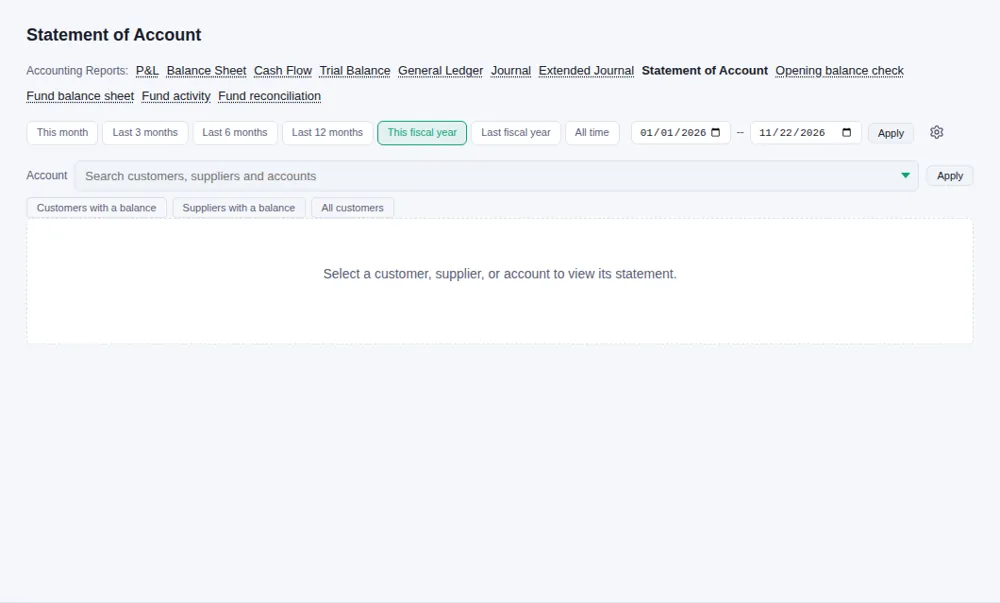 Statement of Account
Accounting Reports: P&L Balance Sheet Cash Flow Trial Balance General Ledger Journal Extended Journal Statement of Account Opening balance check
Fund balance sheet Fund activity Fund reconciliation
This month Last 3 months Last 6 months Last 12 months This fiscal year Last fiscal year All time 01/01/2026 -- 11/22/2026 Apply
Account Search customers, suppliers and accounts Apply
Customers with a balance Suppliers with a balance All customers
Select a customer, supplier, or account to view its statement.